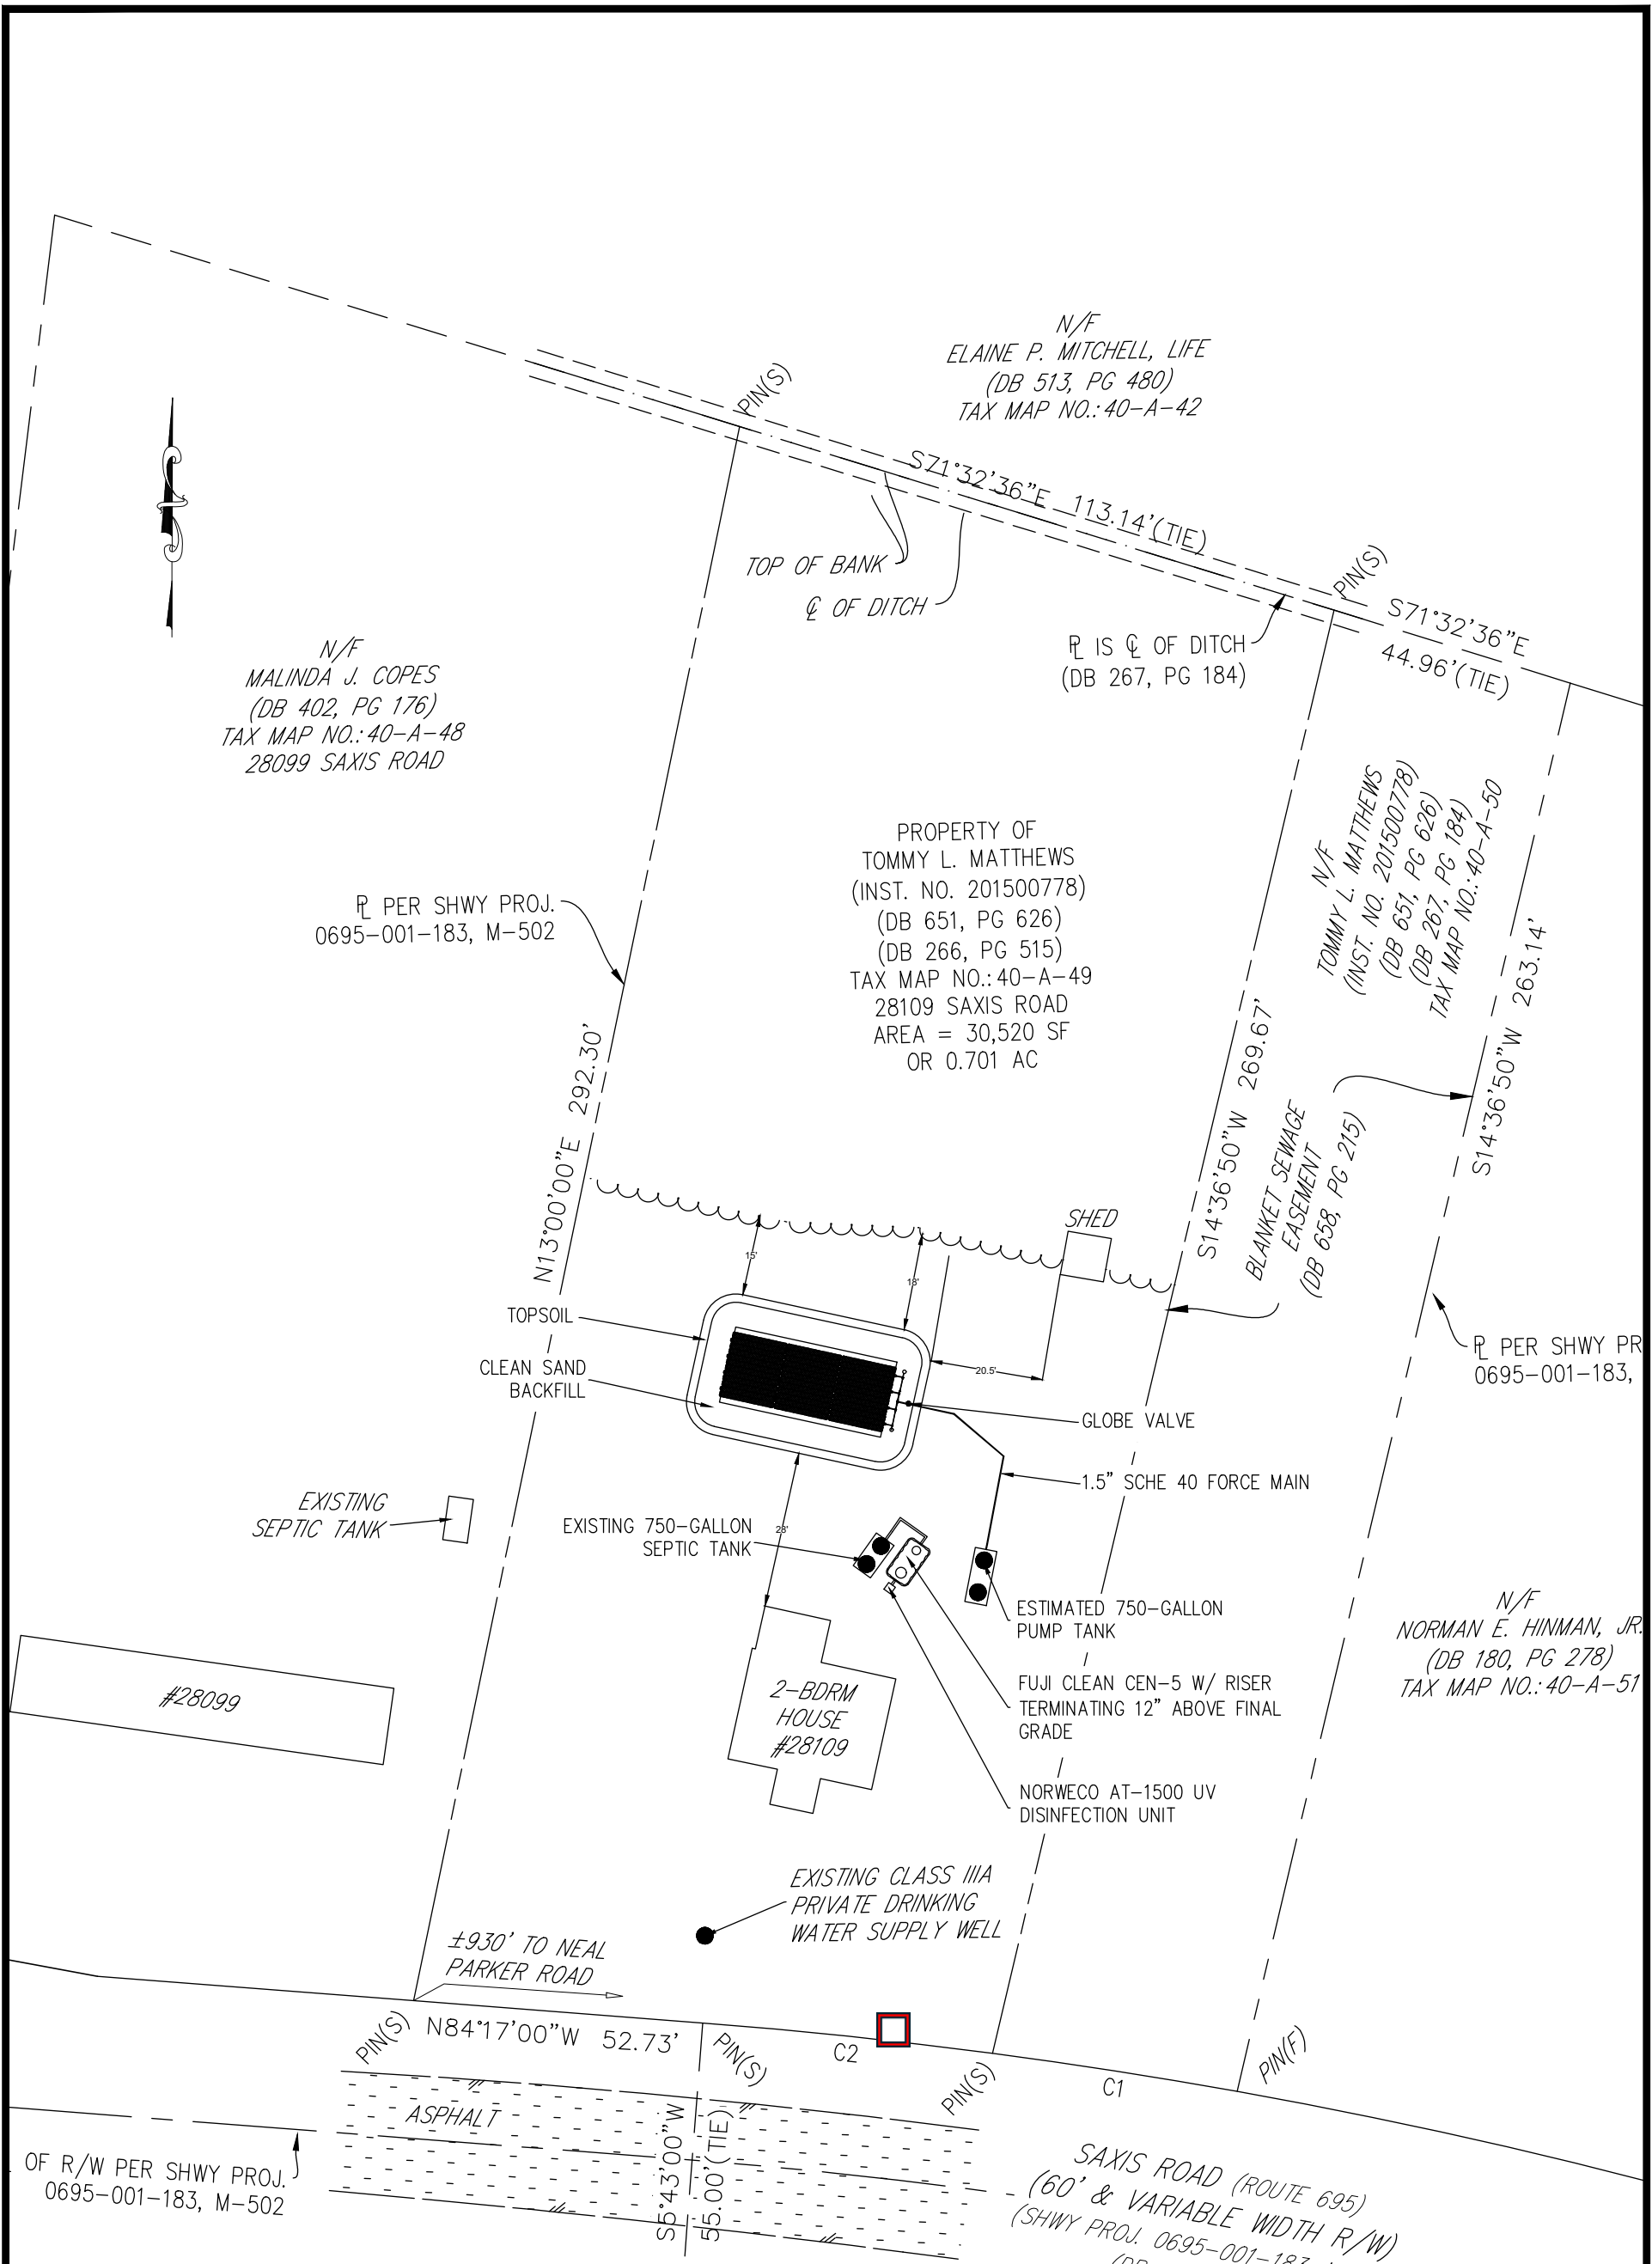 N/F
ELAINE P. MITCHELL, LIFE
(DB 513, PG 480)
TAX MAP NO.: 40-A-42
PIN(S)
S71°32'36"E 113.14'(TIE)
TOP OF BANK
℄ OF DITCH
PIN(S)
S71°32'36"E
44.96'(TIE)
℄ IS ℄ OF DITCH
(DB 267, PG 184)
N/F
MALINDA J. COPES
(DB 402, PG 176)
TAX MAP NO.: 40-A-48
28099 SAXIS ROAD
N/F
TOMMY L. MATTHEWS
(INST. NO. 201500778)
(DB 651, PG 626)
(DB 267, PG 184)
TAX MAP NO.: 40-A-50
PROPERTY OF
TOMMY L. MATTHEWS
(INST. NO. 201500778)
(DB 651, PG 626)
(DB 266, PG 515)
TAX MAP NO.: 40-A-49
28109 SAXIS ROAD
AREA = 30,520 SF
OR 0.701 AC
PL PER SHWY PROJ.
0695-001-183, M-502
N13°00'00"E 292.30'
S14°36'50"W 269.67'
S14°36'50"W 263.14'
BLANKET SEWAGE
EASEMENT
(DB 658, PG 215)
SHED
15'
18'
20.5'
TOPSOIL
CLEAN SAND
BACKFILL
PL PER SHWY PR
0695-001-183,
GLOBE VALVE
1.5" SCHE 40 FORCE MAIN
EXISTING
SEPTIC TANK
EXISTING 750-GALLON
SEPTIC TANK
28'
ESTIMATED 750-GALLON
PUMP TANK
N/F
NORMAN E. HINMAN, JR.
(DB 180, PG 278)
TAX MAP NO.: 40-A-51
FUJI CLEAN CEN-5 W/ RISER
TERMINATING 12" ABOVE FINAL
GRADE
#28099
2-BDRM
HOUSE
#28109
NORWECO AT-1500 UV
DISINFECTION UNIT
EXISTING CLASS IIIA
PRIVATE DRINKING
WATER SUPPLY WELL
±930' TO NEAL
PARKER ROAD
PIN(S)
N84°17'00"W 52.73'
PIN(S)
C2
PIN(S)
C1
PIN(F)
ASPHALT
S5°43'00"W
55.00'(TIE)
OF R/W PER SHWY PROJ.
0695-001-183, M-502
SAXIS ROAD (ROUTE 695)
(60' & VARIABLE WIDTH R/W)
(SHWY PROJ. 0695-001-183,